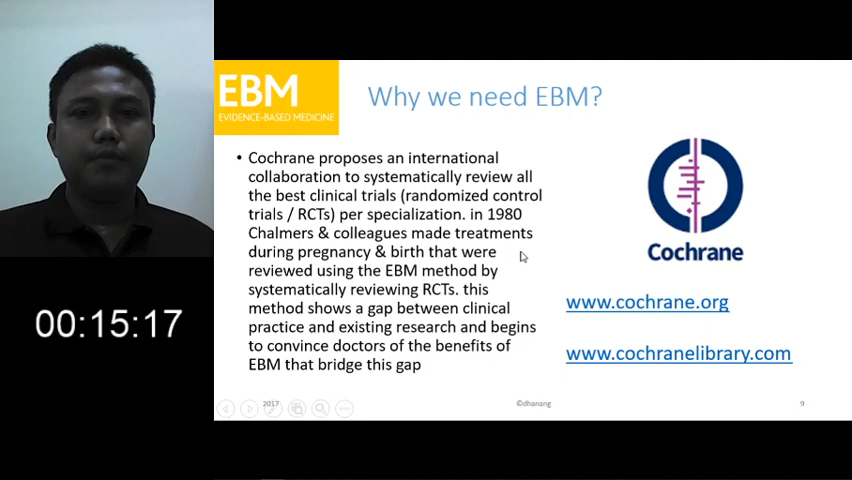 EBM
EVIDENCE-BASED MEDICINE
Why we need EBM?
• Cochrane proposes an international
collaboration to systematically review all
the best clinical trials (randomized control
trials / RCTs) per specialization. in 1980
Chalmers & colleagues made treatments
during pregnancy & birth that were
reviewed using the EBM method by
systematically reviewing RCTs. this
method shows a gap between clinical
practice and existing research and begins
to convince doctors of the benefits of
EBM that bridge this gap
Cochrane
www.cochrane.org
www.cochranelibrary.com
00:15:17
2017
©dhanang
9